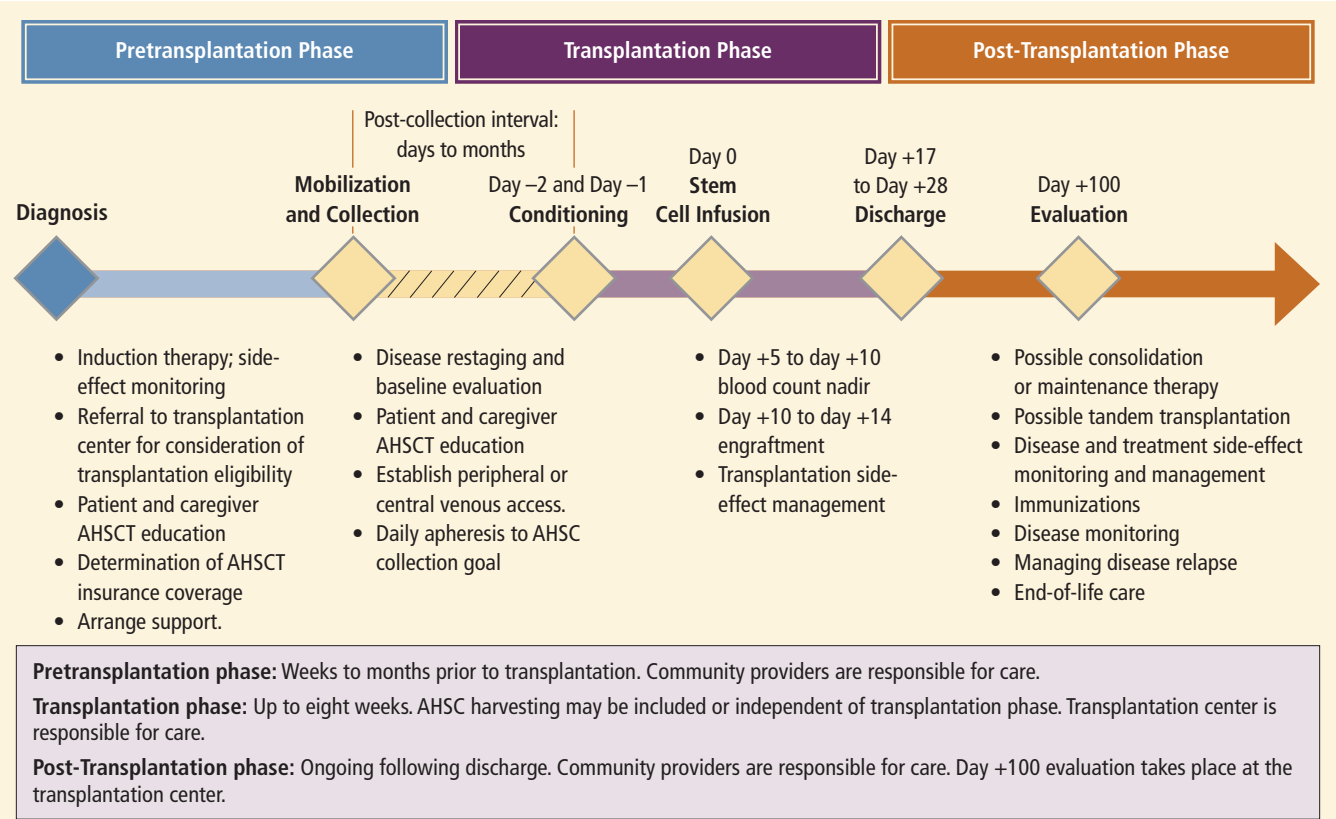 Pretransplantation Phase
Transplantation Phase
Post-Transplantation Phase
Post-collection interval:
days to months
Diagnosis
Mobilization
and Collection
Day –2 and Day –1
Conditioning
Day 0
Stem
Cell Infusion
Day +17
to Day +28
Discharge
Day +100
Evaluation
• Induction therapy; side-
effect monitoring
• Referral to transplantation
center for consideration of
transplantation eligibility
• Patient and caregiver
AHSCT education
• Determination of AHSCT
insurance coverage
• Arrange support.
• Disease restaging and
baseline evaluation
• Patient and caregiver
AHSCT education
• Establish peripheral or
central venous access.
• Daily apheresis to AHSC
collection goal
• Day +5 to day +10
blood count nadir
• Day +10 to day +14
engraftment
• Transplantation side-
effect management
• Possible consolidation
or maintenance therapy
• Possible tandem transplantation
• Disease and treatment side-effect
monitoring and management
• Immunizations
• Disease monitoring
• Managing disease relapse
• End-of-life care
Pretransplantation phase: Weeks to months prior to transplantation. Community providers are responsible for care.
Transplantation phase: Up to eight weeks. AHSC harvesting may be included or independent of transplantation phase. Transplantation center is
responsible for care.
Post-Transplantation phase: Ongoing following discharge. Community providers are responsible for care. Day +100 evaluation takes place at the
transplantation center.